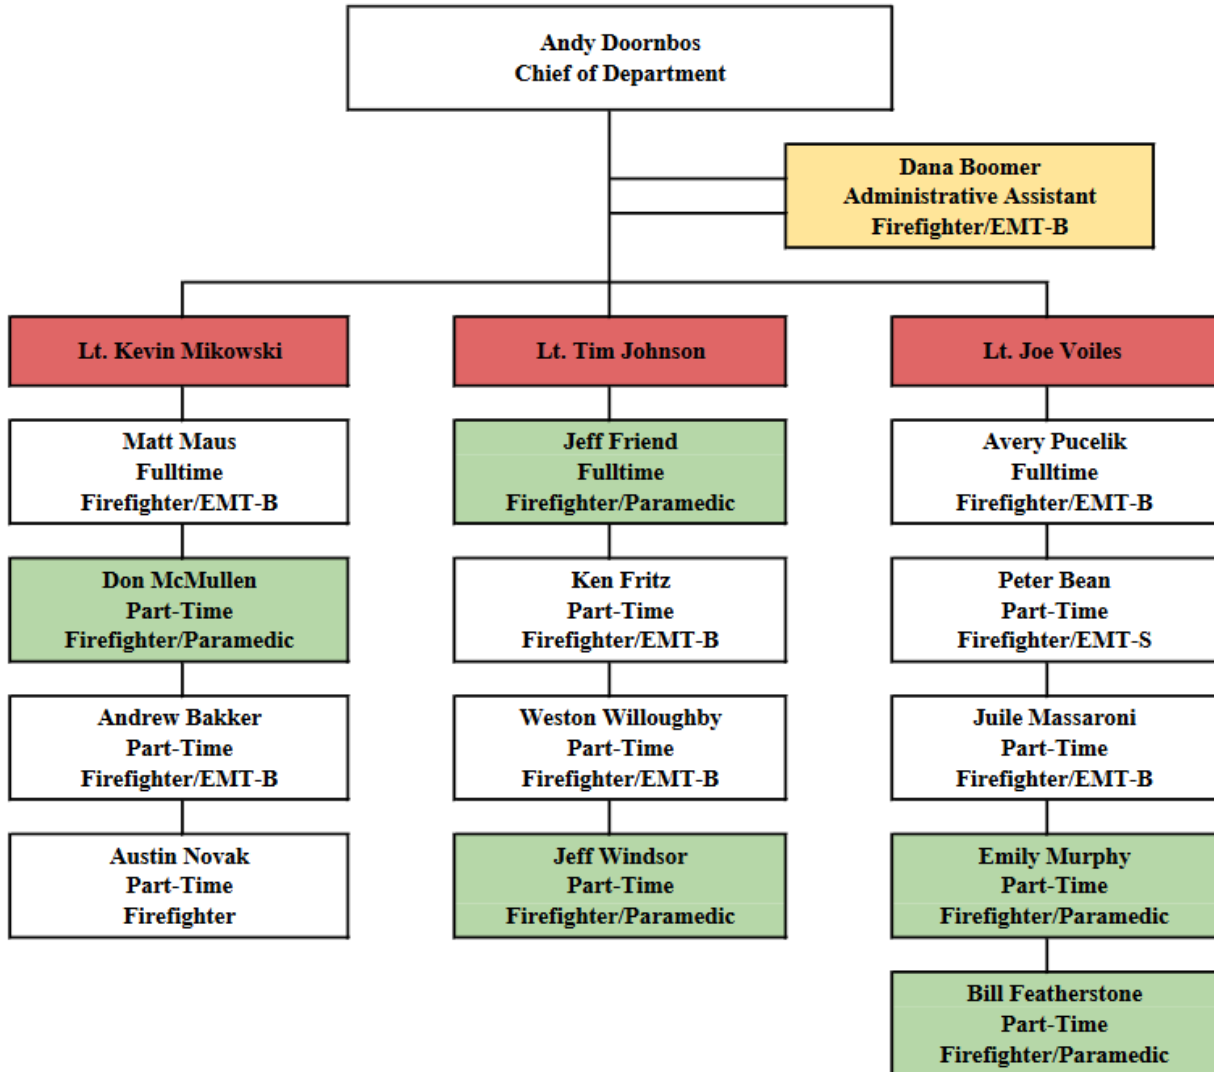 Andy Doornbos
Chief of Department
Dana Boomer
Administrative Assistant
Firefighter/EMT-B
Lt. Kevin Mikowski
Matt Maus
Fulltime
Firefighter/EMT-B
Don McMullen
Part-Time
Firefighter/Paramedic
Andrew Bakker
Part-Time
Firefighter/EMT-B
Austin Novak
Part-Time
Firefighter
Lt. Tim Johnson
Jeff Friend
Fulltime
Firefighter/Paramedic
Ken Fritz
Part-Time
Firefighter/EMT-B
Weston Willoughby
Part-Time
Firefighter/EMT-B
Jeff Windsor
Part-Time
Firefighter/Paramedic
Lt. Joe Voiles
Avery Pucelik
Fulltime
Firefighter/EMT-B
Peter Bean
Part-Time
Firefighter/EMT-S
Juile Massaroni
Part-Time
Firefighter/EMT-B
Emily Murphy
Part-Time
Firefighter/Paramedic
Bill Featherstone
Part-Time
Firefighter/Paramedic